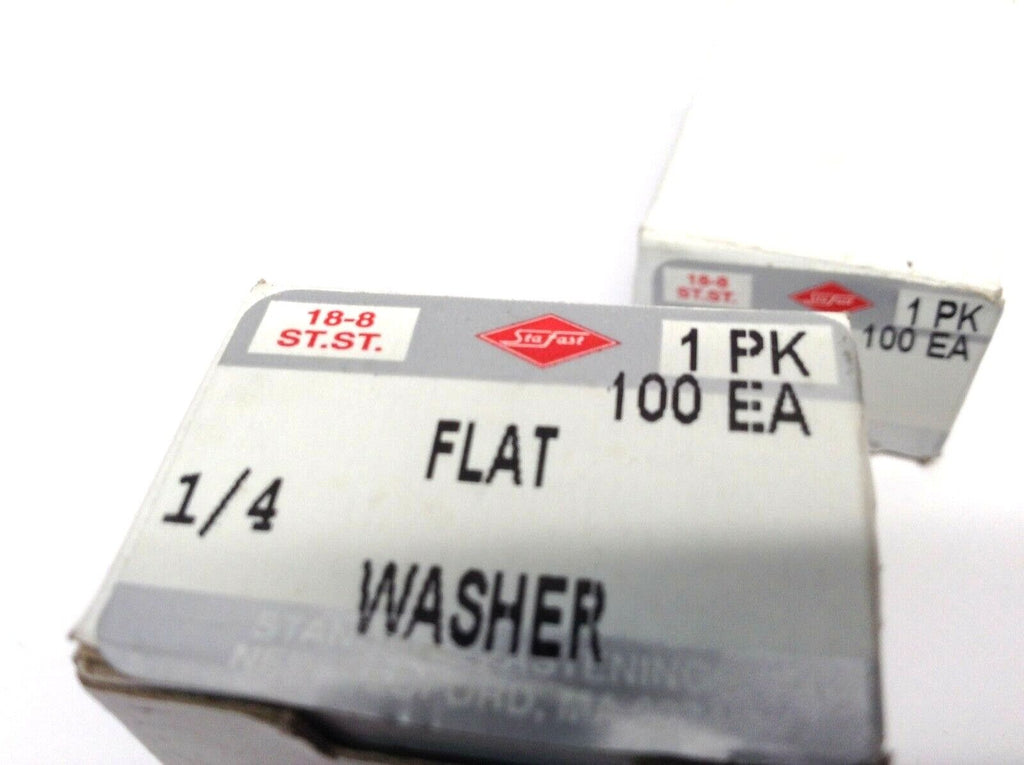 18-8
ST.ST.
StaFast
1 PK
100 EA
FLAT
1/4
WASHER
FASTENING
18-8
ST.ST.
StaFast
1 PK
100 EA